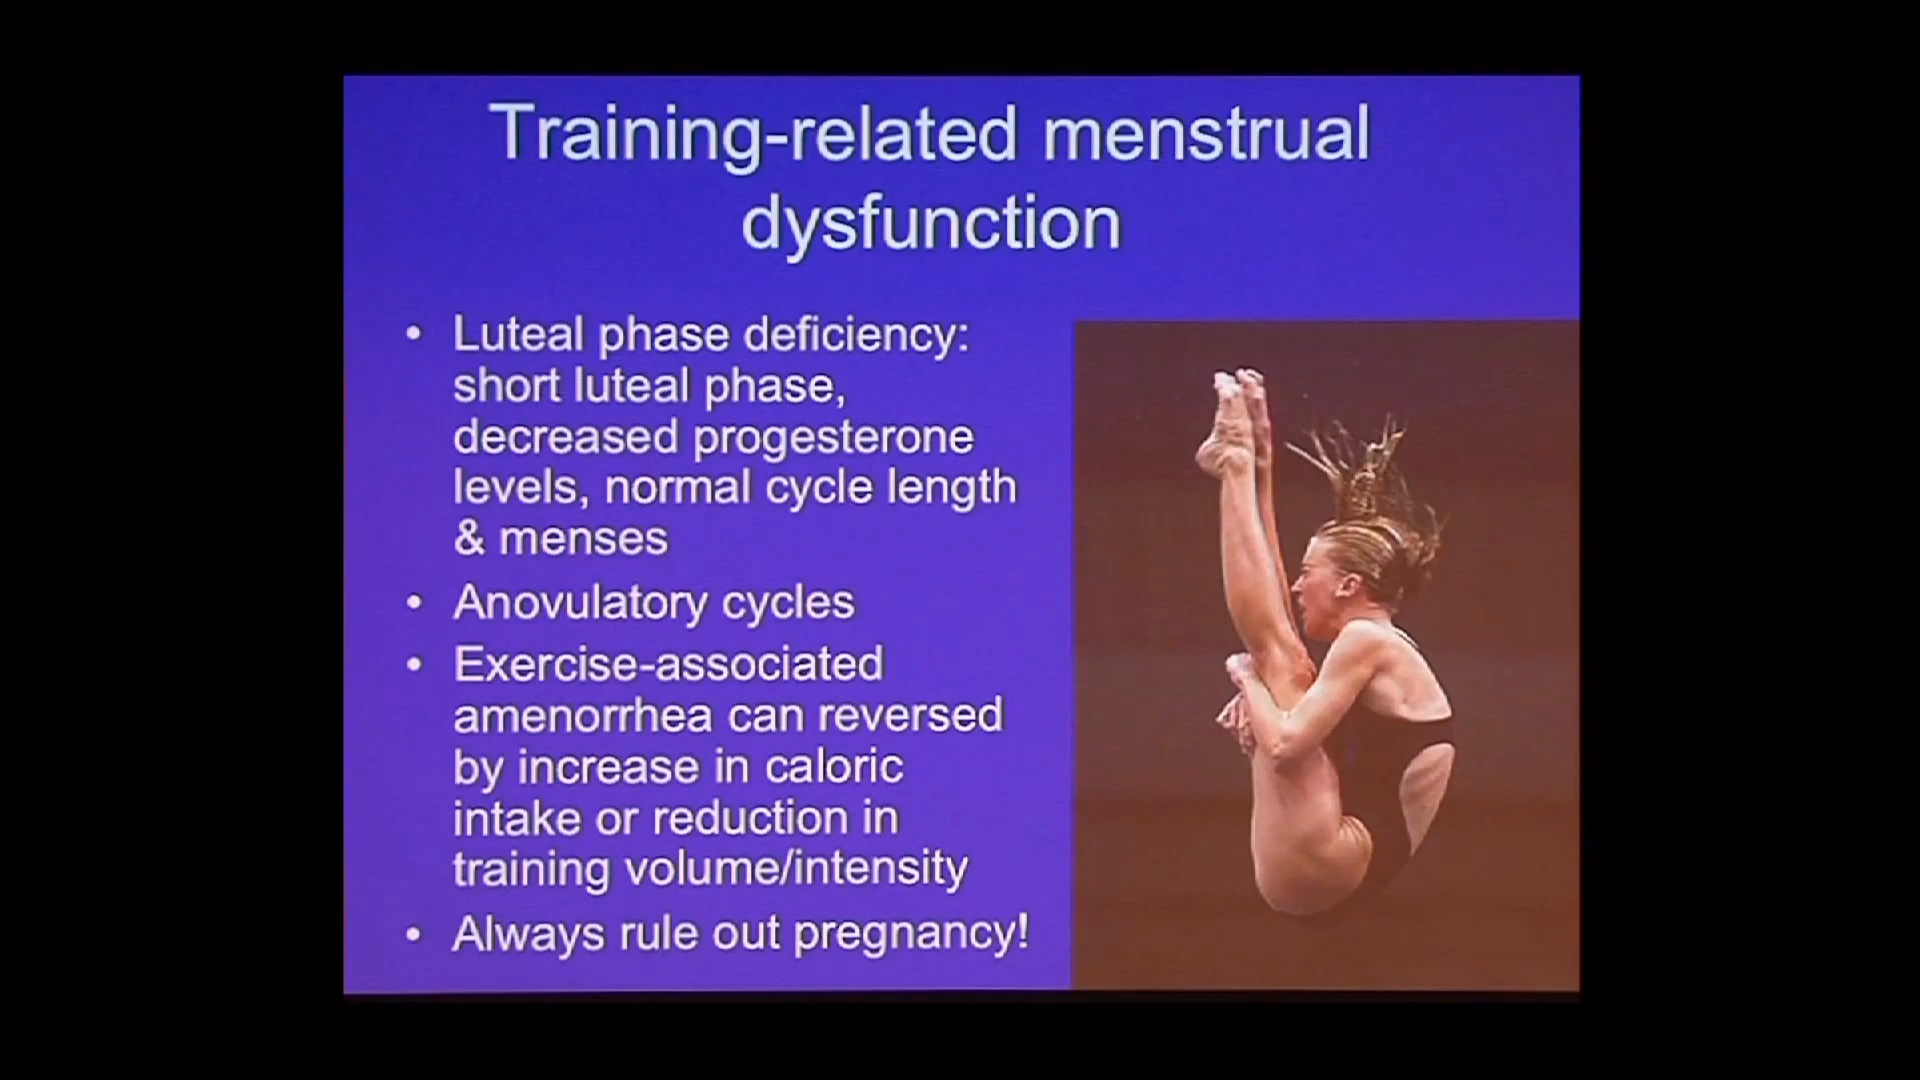 Training-related menstrual
dysfunction
• Luteal phase deficiency:
short luteal phase,
decreased progesterone
levels, normal cycle length
& menses
• Anovulatory cycles
• Exercise-associated
amenorrhea can reversed
by increase in caloric
intake or reduction in
training volume/intensity
• Always rule out pregnancy!